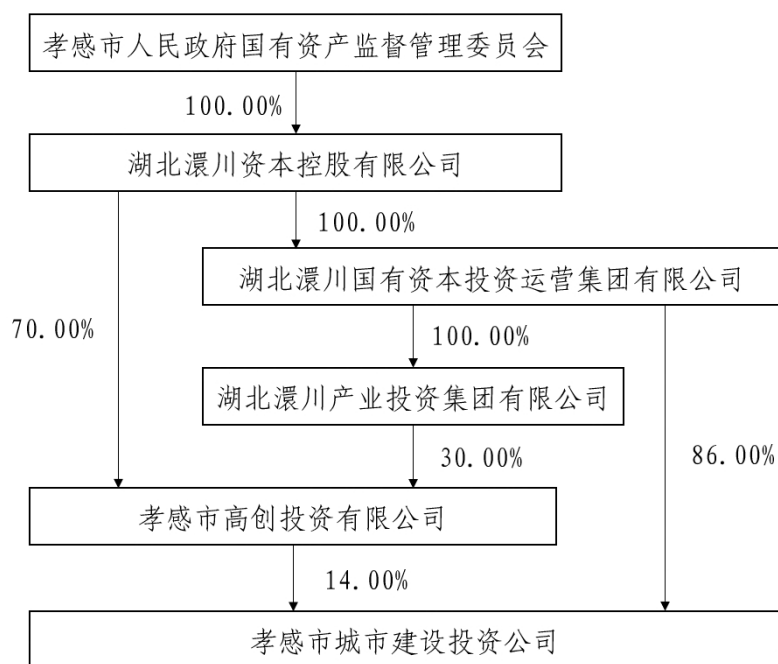 孝感市人民政府国有资产监督管理委员会
100.00%
湖北澴川资本控股有限公司
100.00%
湖北澴川国有资本投资运营集团有限公司
70.00%
100.00%
湖北澴川产业投资集团有限公司
30.00%
86.00%
孝感市高创投资有限公司
14.00%
孝感市城市建设投资公司